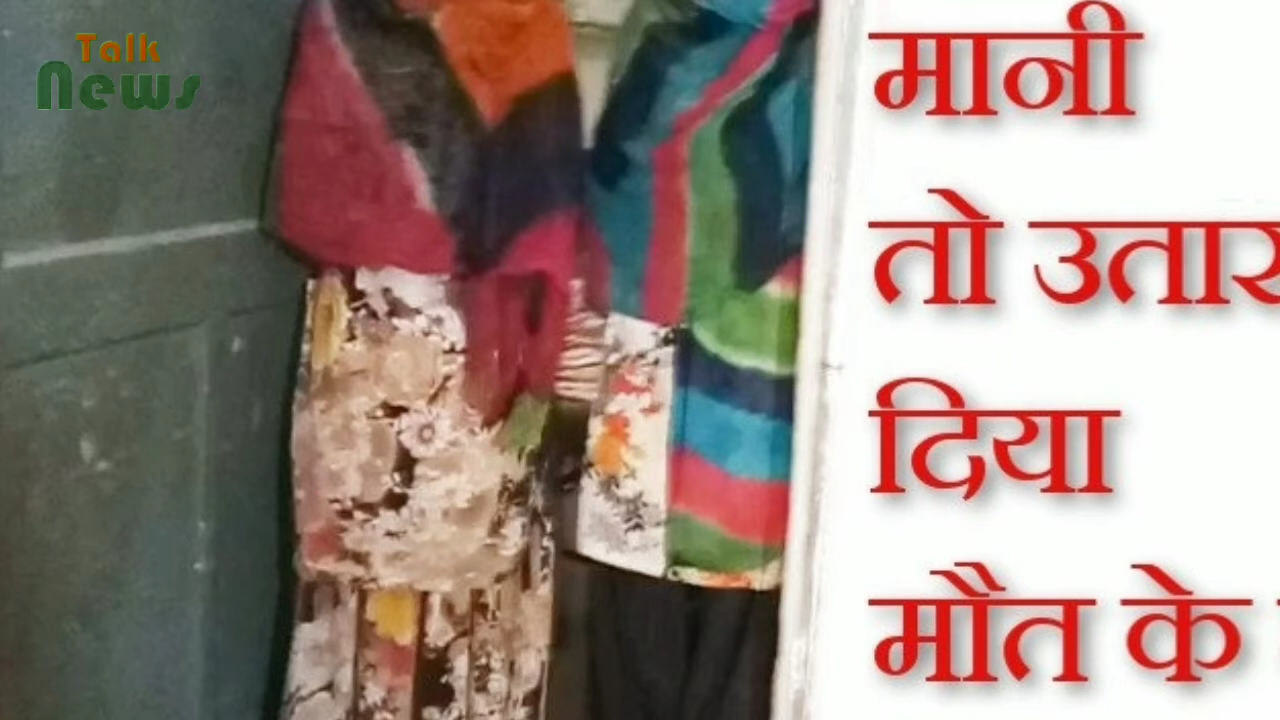 Talk
News
मानी
तो उतार
दिया
मौत के